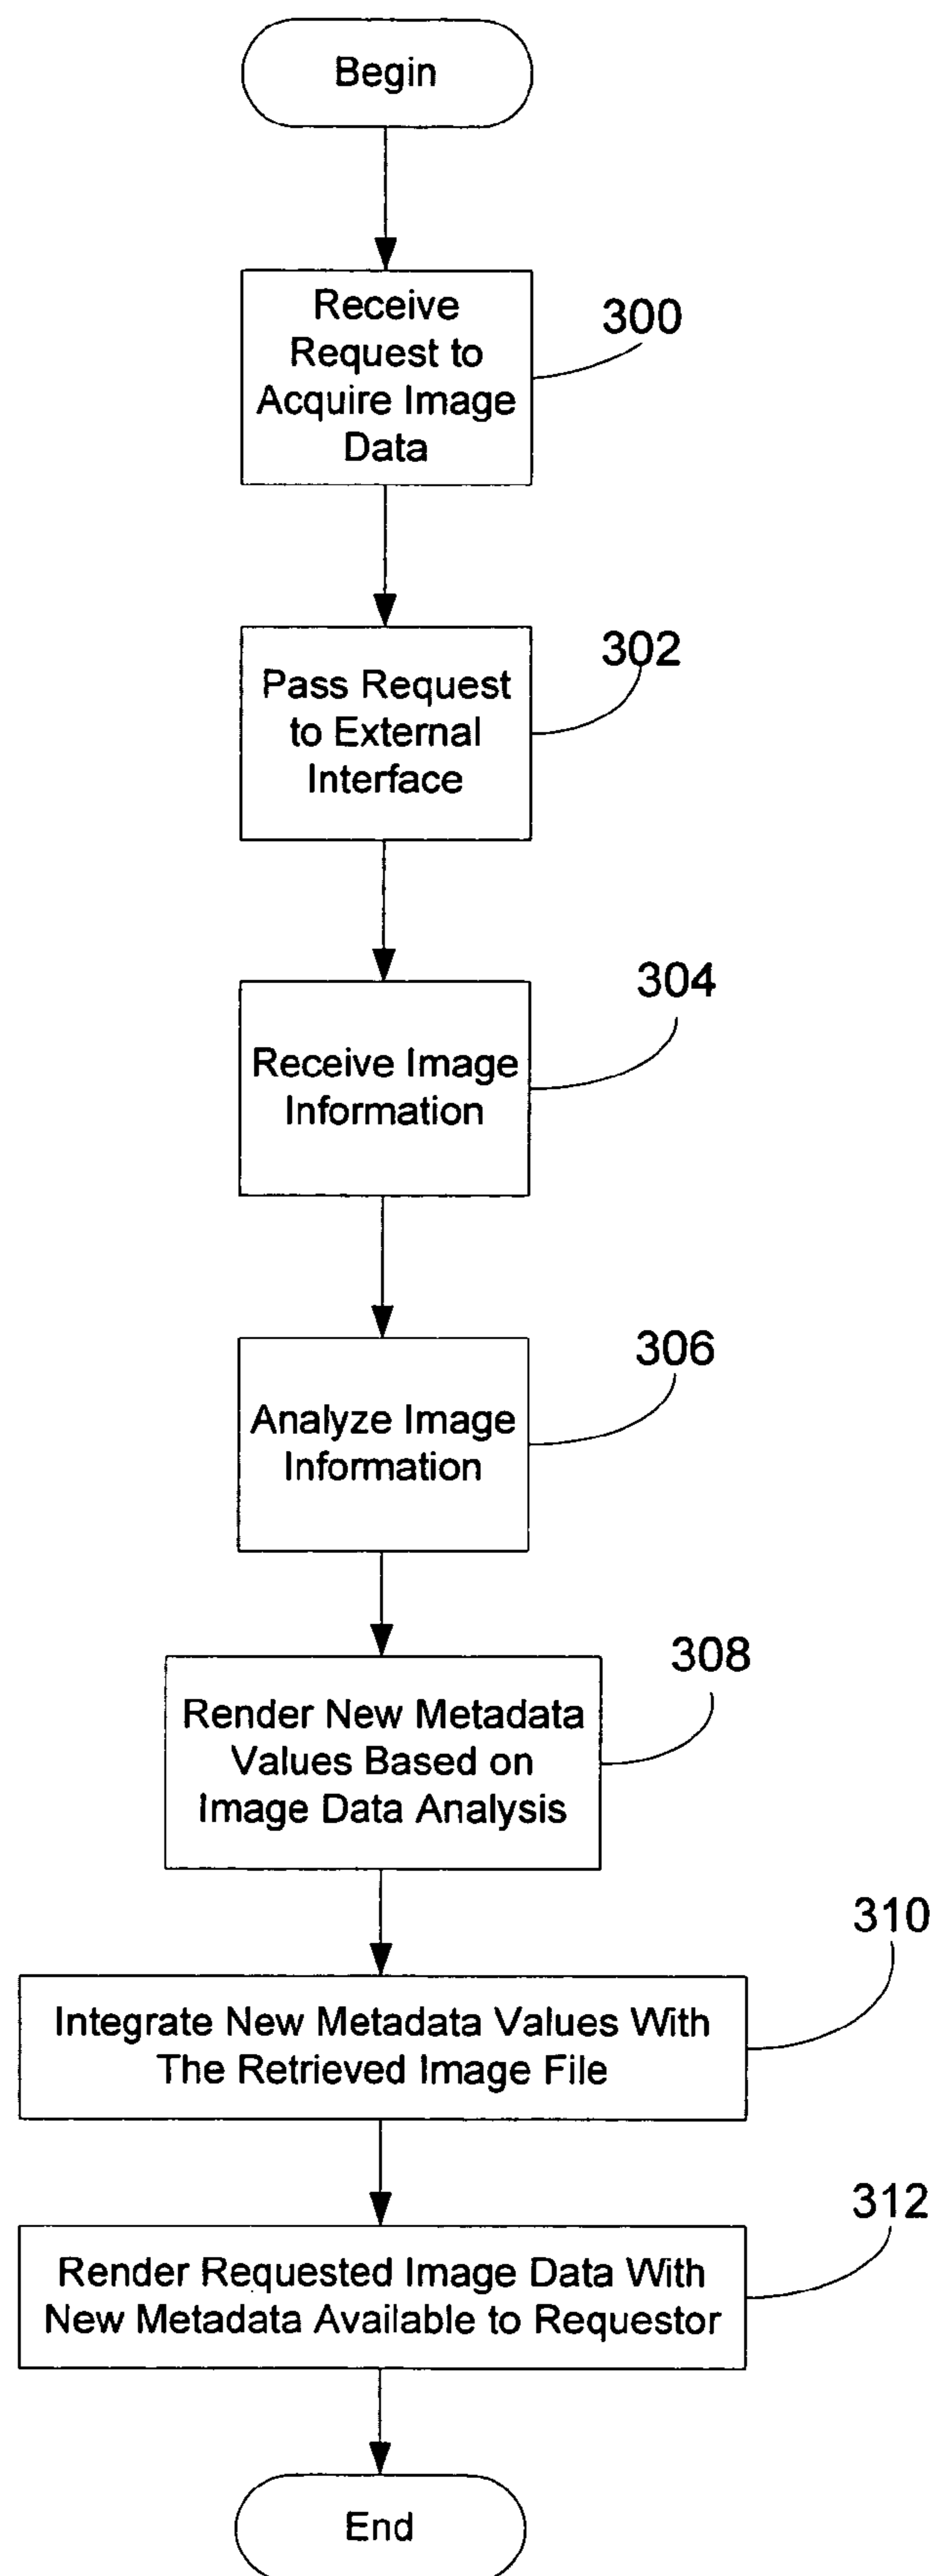 Begin
Receive
Request to
Acquire Image
Data
300
Pass Request
to External
Interface
302
Receive Image
Information
304
Analyze Image
Information
306
Render New Metadata
Values Based on
Image Data Analysis
308
Integrate New Metadata Values With
The Retrieved Image File
310
Render Requested Image Data With
New Metadata Available to Requestor
312
End